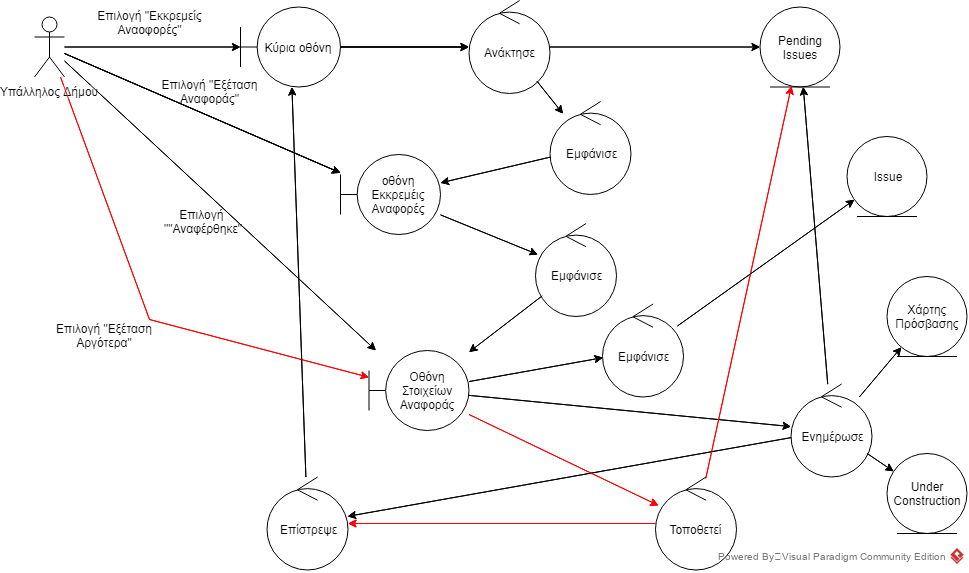 Επιλογή "Εκκρεμείς
Αναοφορές"
Κύρια οθόνη
Ανάκτησε
Pending
Issues
Υπάλληλος Δήμου
Επιλογή "Εξέταση
Αναφοράς"
Εμφάνισε
οθόνη
Εκκρεμέις
Αναφορές
Issue
Επιλογή
""Αναφέρθηκε"
Εμφάνισε
Επιλογή "Εξέταση
Αργότερα"
Εμφάνισε
Χάρτης
Πρόσβασης
Οθόνη
Στοιχείων
Αναφοράς
Ενημέρωσε
Under
Construction
Επίστρεψε
Τοποθετεί
Powered By Visual Paradigm Community Edition